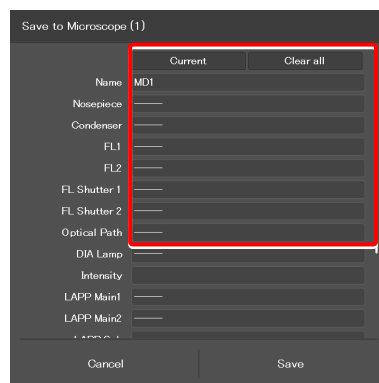 Save to Microscope (1)
Current Clear all
Name MD1
Nosepiece -----
Condenser -----
FL1 -----
FL2 -----
FL Shutter 1 -----
FL Shutter 2 -----
Optical Path -----
DIA Lamp -----
Intensity
LAPP Main1 -----
LAPP Main2 -----
Cancel Save